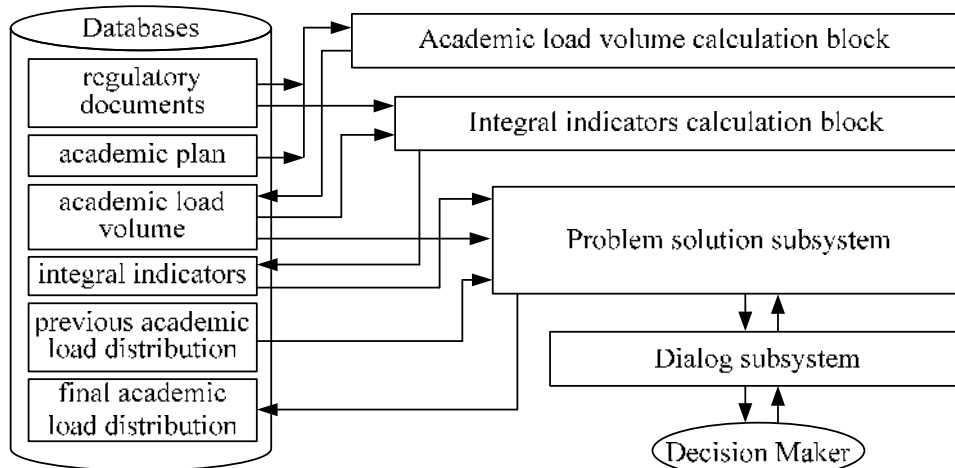 Databases
regulatory
documents
academic plan
academic load
volume
integral indicators
previous academic
load distribution
final academic
load distribution
Academic load volume calculation block
Integral indicators calculation block
Problem solution subsystem
Dialog subsystem
Decision Maker